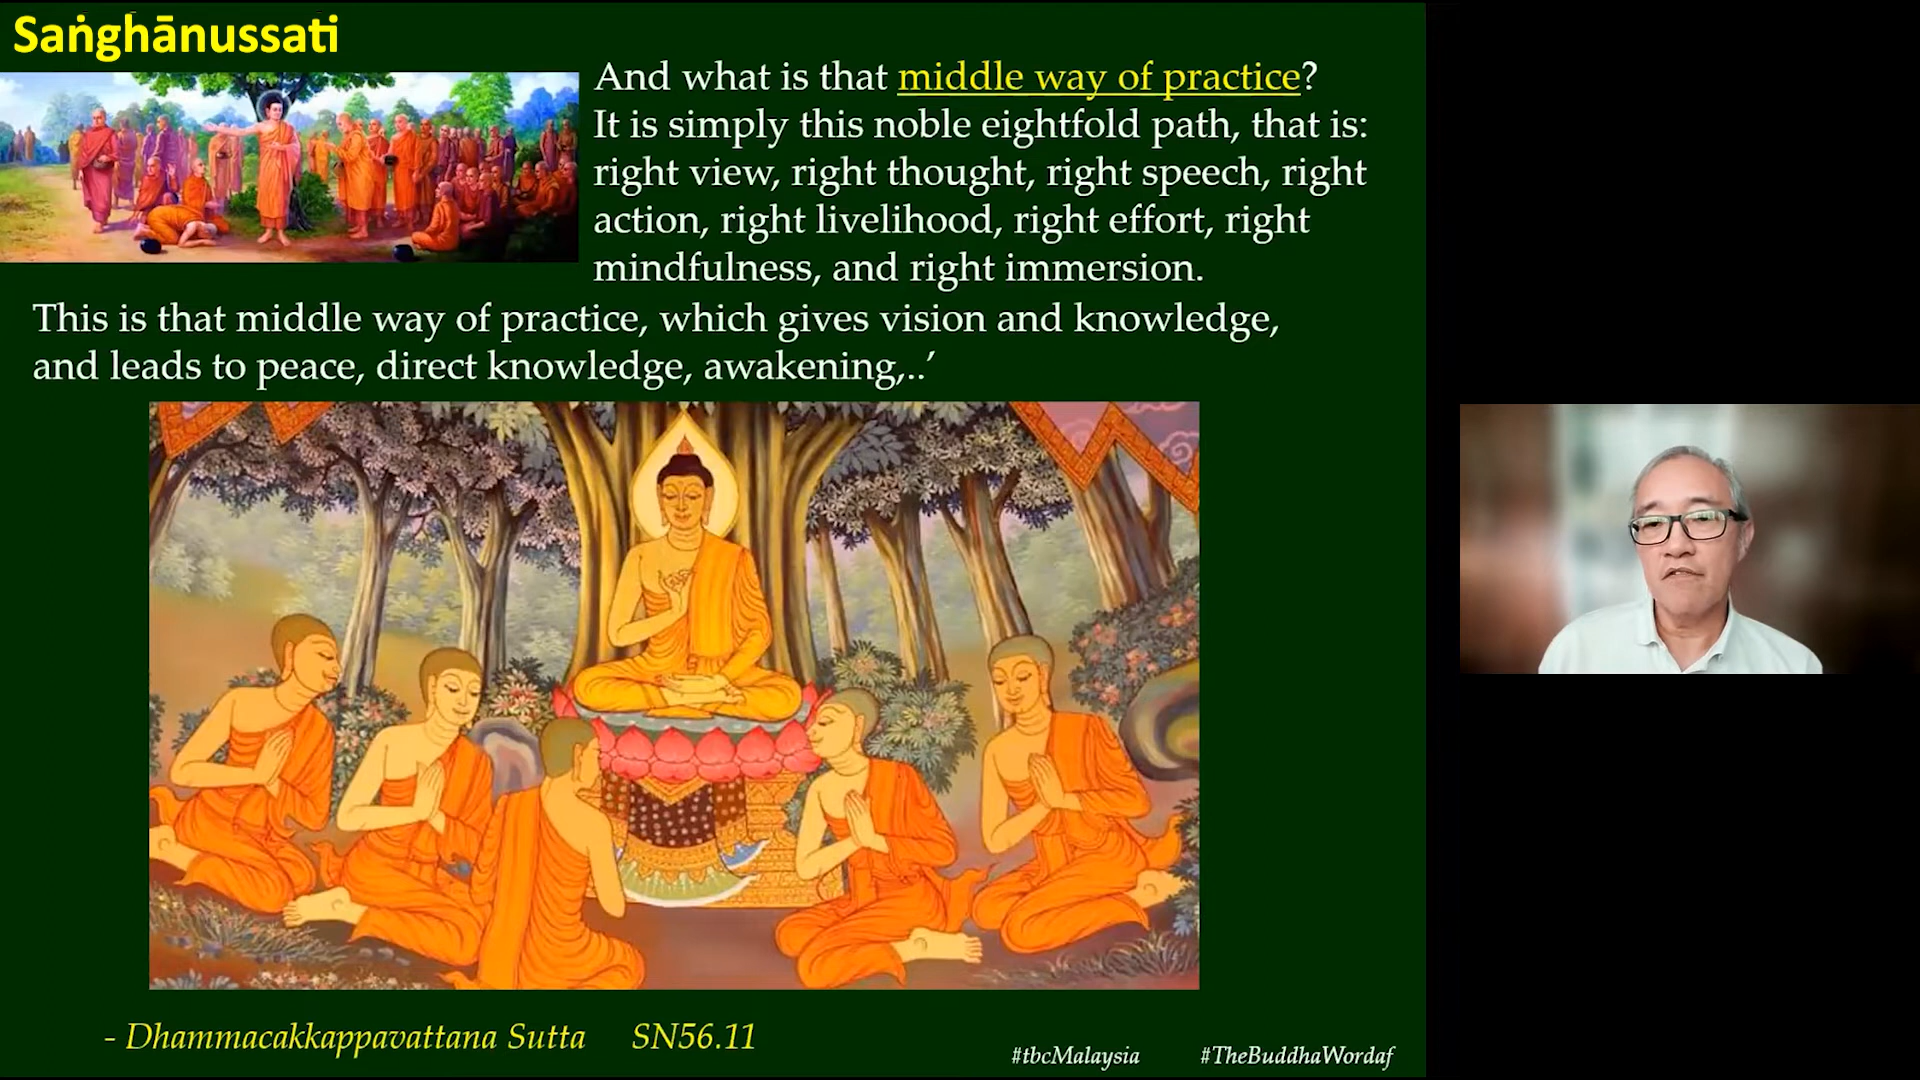 Saṅghānussati
And what is that middle way of practice?
It is simply this noble eightfold path, that is:
right view, right thought, right speech, right
action, right livelihood, right effort, right
mindfulness, and right immersion.
This is that middle way of practice, which gives vision and knowledge,
and leads to peace, direct knowledge, awakening,..’
- Dhammacakkappavattana Sutta SN56.11
#tbcMalaysia #TheBuddhaWordaf